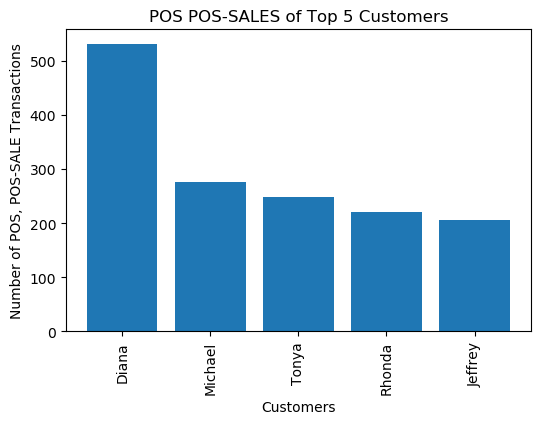 POS POS-SALES of Top 5 Customers
Number of POS, POS-SALE Transactions
500
400
300
200
100
0
Diana
Michael
Tonya
Rhonda
Jeffrey
Customers